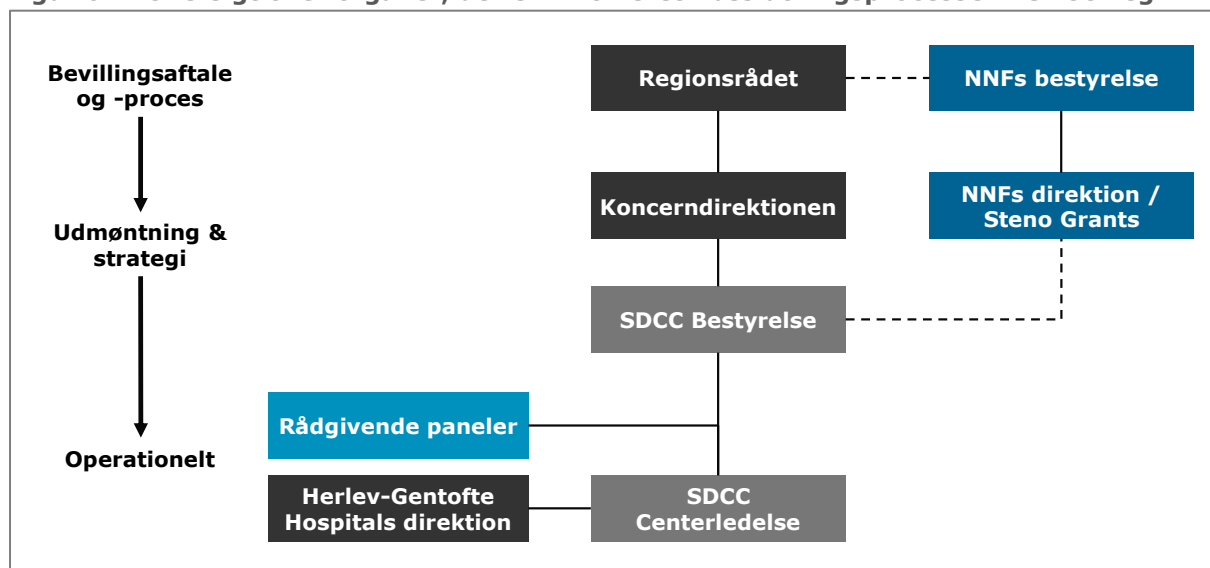 Bevillingsaftale
og -proces
Regionsrådet
NNFs bestyrelse
Koncerndirektionen
NNFs direktion /
Steno Grants
Udmøntning &
strategi
SDCC Bestyrelse
Rådgivende paneler
Operationelt
Herlev-Gentofte
Hospitals direktion
SDCC
Centerledelse